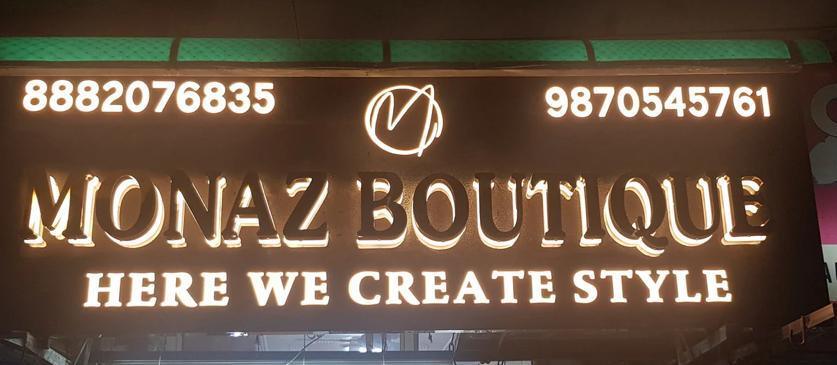 8882076835 9870545761
M
MONAZ BOUTIQUE
HERE WE CREATE STYLE